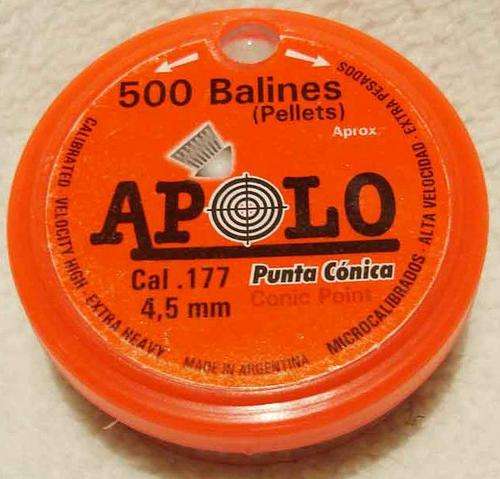 500 Balines
(Pellets)
Aprox.
APOLO
Cal .177
4,5 mm
Punta Cónica
Conic Point
CALIBRATED VELOCITY HIGH EXTRA HEAVY
MADE IN ARGENTINA
MICROCALIBRADOS ALTA VELOCIDAD · EXTRA PESADOS